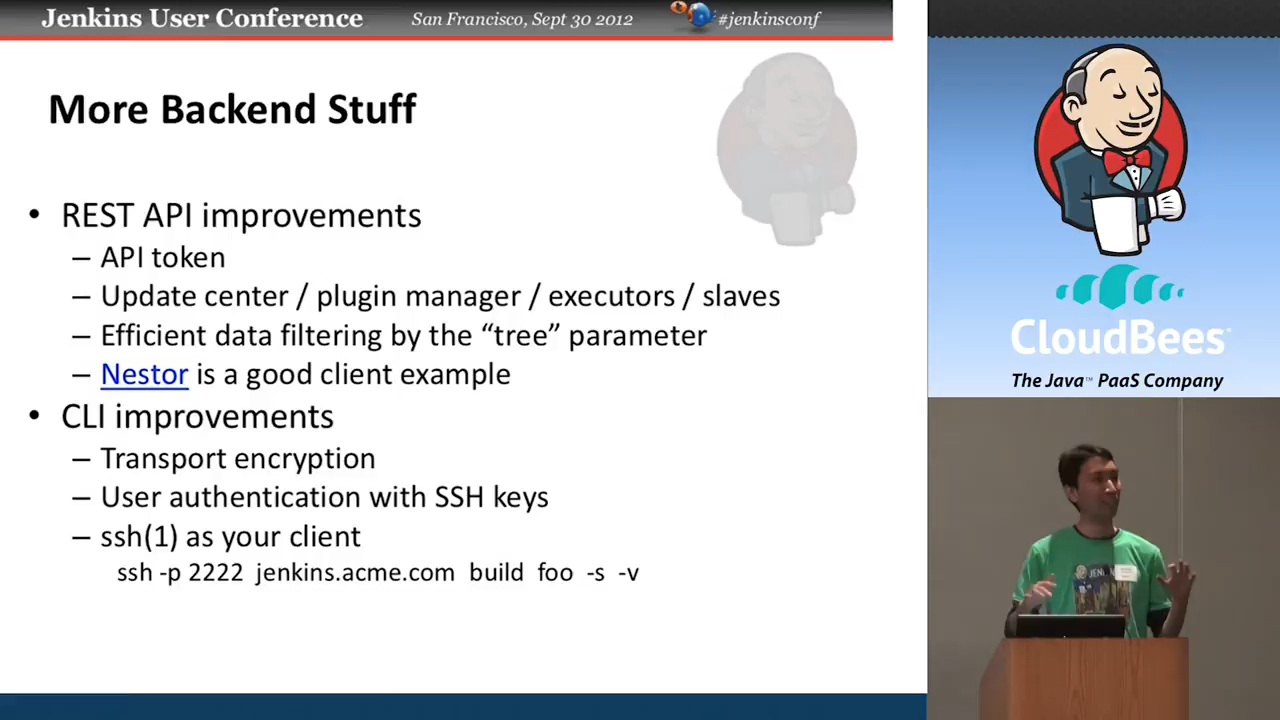 Jenkins User Conference San Francisco, Sept 30 2012 #jenkinsconf
More Backend Stuff
• REST API improvements
– API token
– Update center / plugin manager / executors / slaves
– Efficient data filtering by the “tree” parameter
– Nestor is a good client example
• CLI improvements
– Transport encryption
– User authentication with SSH keys
– ssh(1) as your client
ssh -p 2222 jenkins.acme.com build foo -s -v
CloudBees
The Java™ PaaS Company